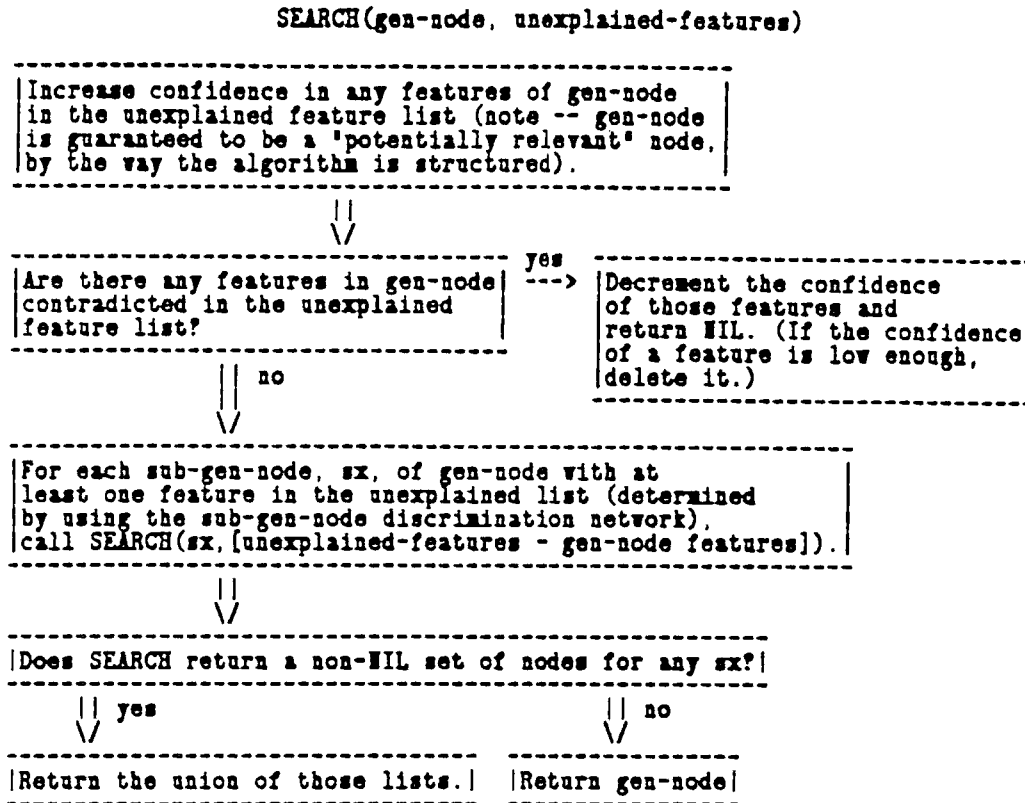 SEARCH(gen-node, unexplained-features)
Increase confidence in any features of gen-node
in the unexplained feature list (note -- gen-node
is guaranteed to be a "potentially relevant" node,
by the way the algorithm is structured).
Are there any features in gen-node
contradicted in the unexplained
feature list?
yes
--->
Decrement the confidence
of those features and
return NIL. (If the confidence
of a feature is low enough,
delete it.)
no
For each sub-gen-node, sx, of gen-node with at
least one feature in the unexplained list (determined
by using the sub-gen-node discrimination network),
call SEARCH(sx,[unexplained-features - gen-node features]).
Does SEARCH return a non-NIL set of nodes for any sx?
yes
no
Return the union of those lists.
Return gen-node